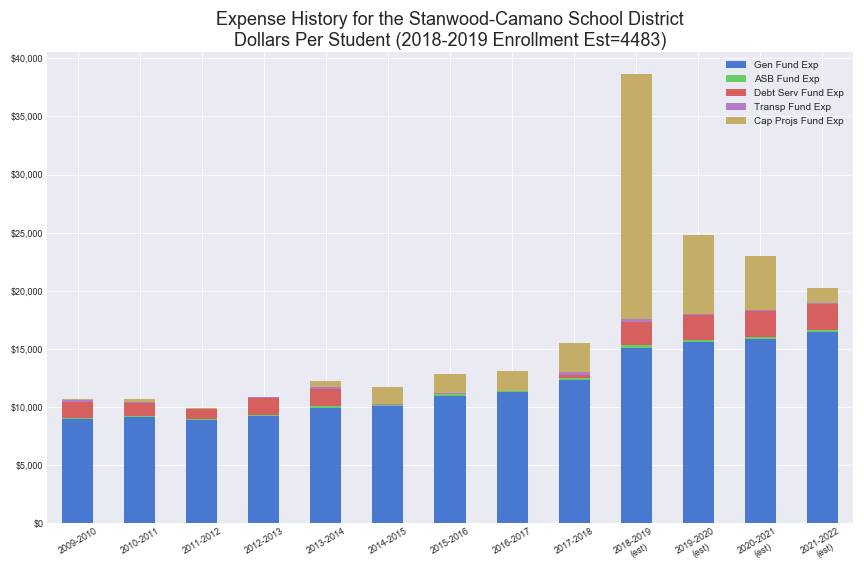 Expense History for the Stanwood-Camano School District
Dollars Per Student (2018-2019 Enrollment Est=4483)
$40,000
$35,000
$30,000
$25,000
$20,000
$15,000
$10,000
$5,000
$0
Gen Fund Exp
ASB Fund Exp
Debt Serv Fund Exp
Transp Fund Exp
Cap Projs Fund Exp
2009-2010
2010-2011
2011-2012
2012-2013
2013-2014
2014-2015
2015-2016
2016-2017
2017-2018
2018-2019
(est)
2019-2020
(est)
2020-2021
(est)
2021-2022
(est)